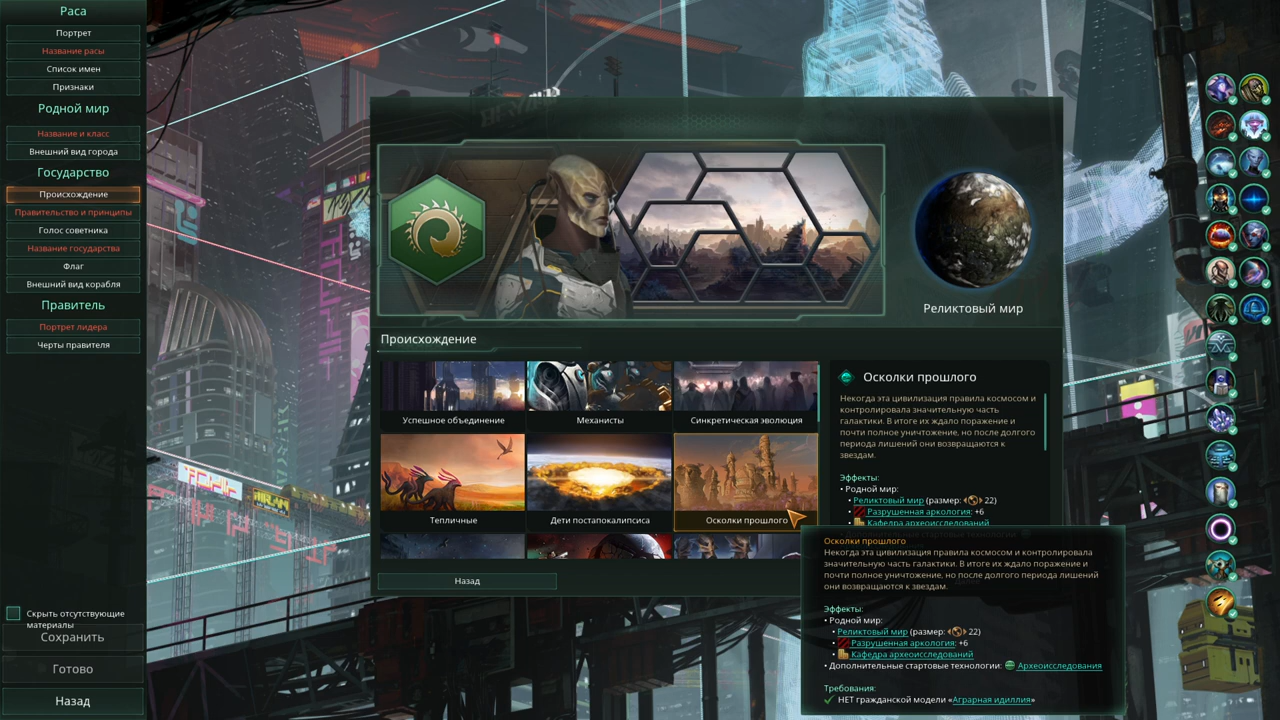 Раса
Портрет
Название расы
Список имен
Признаки
Родной мир
Название и класс
Внешний вид города
Государство
Происхождение
Правительство и принципы
Голос советника
Название государства
Флаг
Внешний вид корабля
Правитель
Портрет лидера
Черты правителя
Скрыть отсутствующие
материалы
Сохранить
Готово
Назад
Реликтовый мир
Происхождение
Успешное объединение
Механисты
Синкретическая эволюция
Тепличные
Дети постапокалипсиса
Осколки прошлого
Назад
Осколки прошлого
Некогда эта цивилизация правила космосом и
контролировала значительную часть
галактики. В итоге их ждало поражение и
почти полное уничтожение, но после долгого
периода лишений они возвращаются к
звездам.
Эффекты:
• Родной мир:
• Реликтовый мир (размер: 22)
• Разрушенная аркология: +6
• Кафедра археоисследований
Осколки прошлого
Некогда эта цивилизация правила космосом и контролировала
значительную часть галактики. В итоге их ждало поражение и
почти полное уничтожение, но после долгого периода лишений
они возвращаются к звездам.
Эффекты:
• Родной мир:
• Реликтовый мир (размер: 22)
• Разрушенная аркология: +6
• Кафедра археоисследований
• Дополнительные стартовые технологии: Археоисследования
Требования:
НЕТ гражданской модели «Аграрная идиллия»